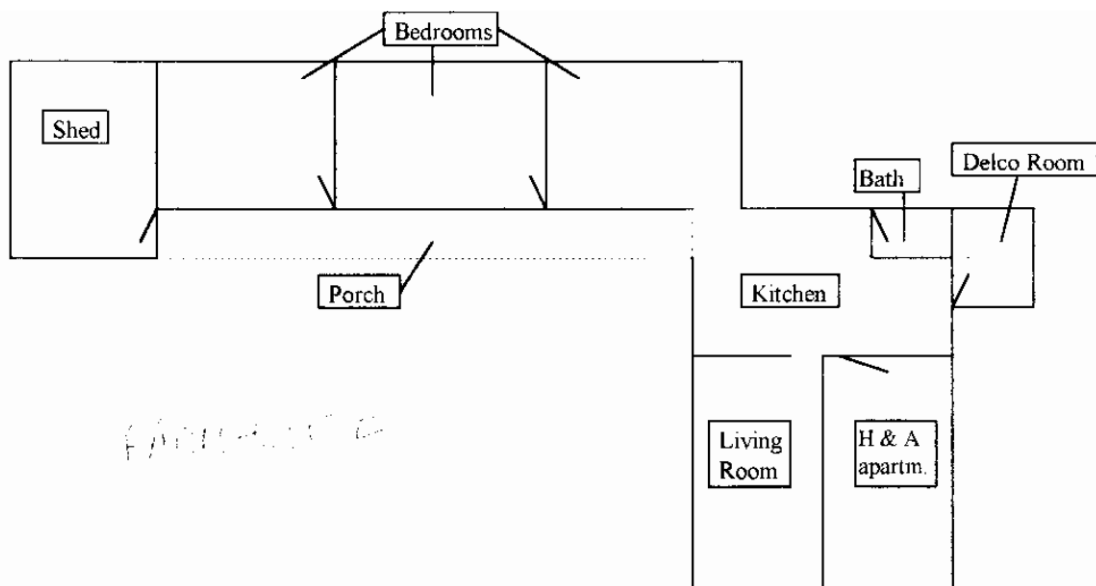 Bedrooms
Shed
Delco Room
Bath
Porch
Kitchen
Living
Room
H & A
apartm.